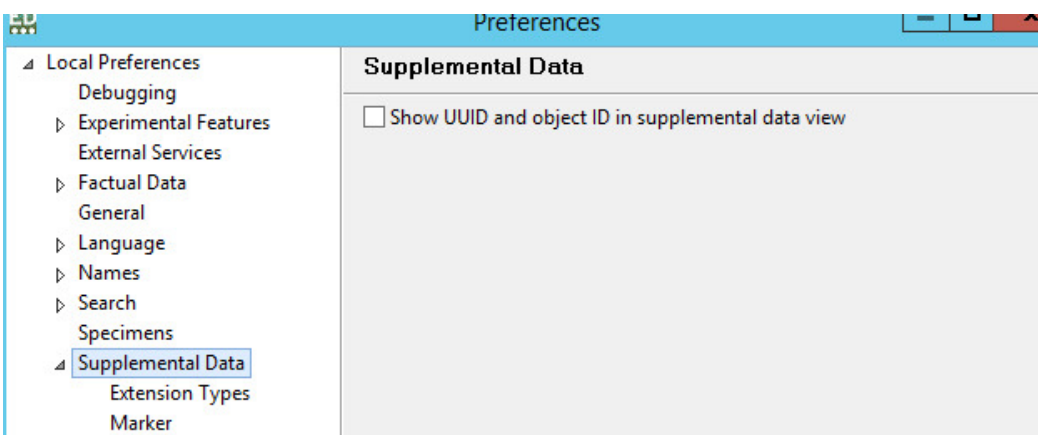 Preferences
Local Preferences
Debugging
Experimental Features
External Services
Factual Data
General
Language
Names
Search
Specimens
Supplemental Data
Extension Types
Marker
Supplemental Data
Show UUID and object ID in supplemental data view